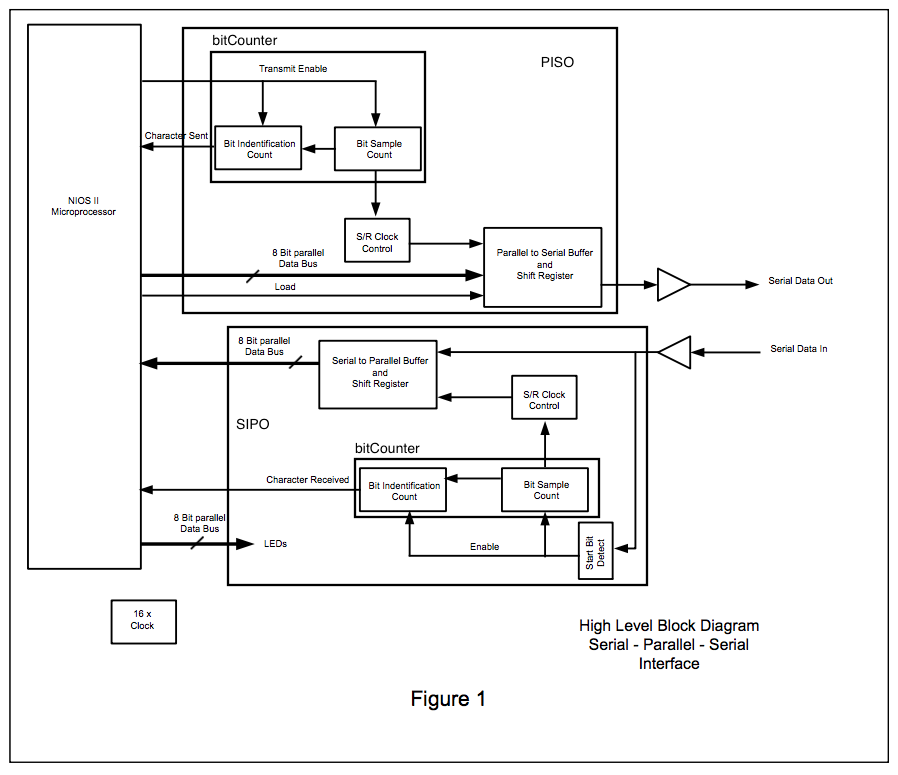 bitCounter
PISO
Transmit Enable
Character Sent
Bit Indentification
Count
Bit Sample
Count
NIOS II
Microprocessor
S/R Clock
Control
8 Bit parallel
Data Bus
Load
Parallel to Serial Buffer
and
Shift Register
Serial Data Out
8 Bit parallel
Data Bus
Serial to Parallel Buffer
and
Shift Register
Serial Data In
S/R Clock
Control
SIPO
bitCounter
Character Received
Bit Indentification
Count
Bit Sample
Count
8 Bit parallel
Data Bus
LEDs
Enable
Start Bit
Detect
16 x
Clock
High Level Block Diagram
Serial - Parallel - Serial
Interface
Figure 1